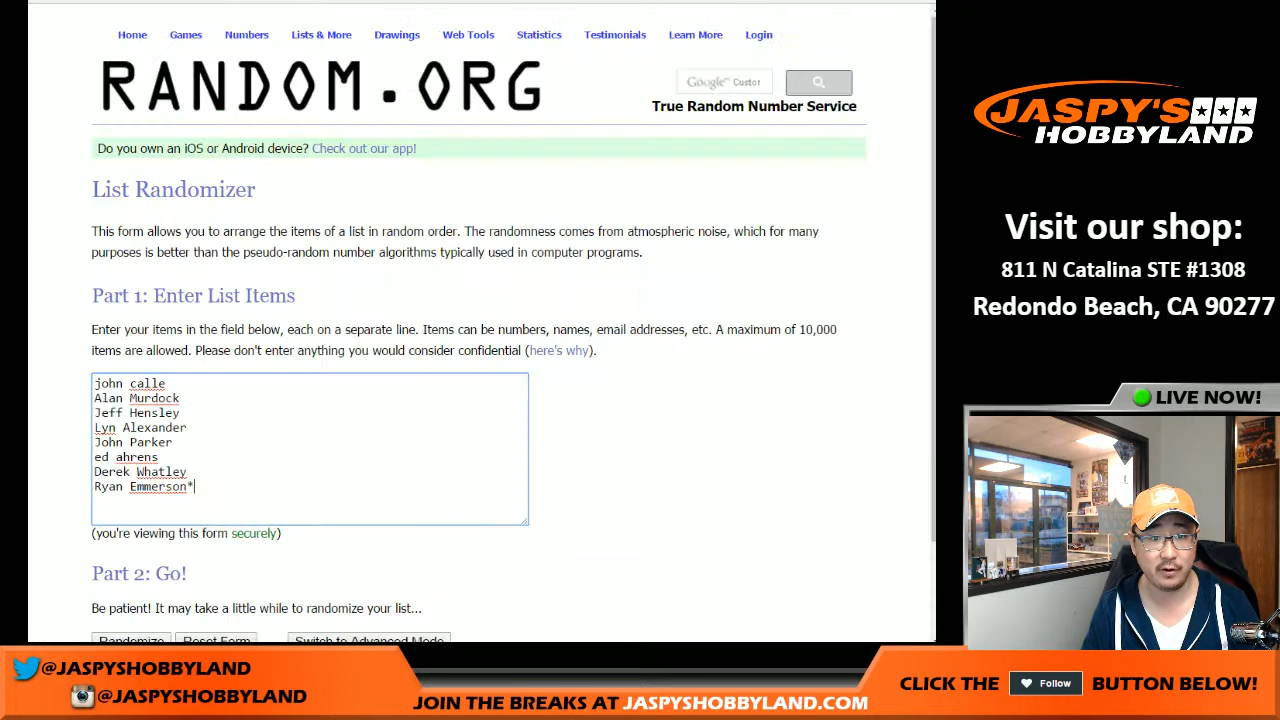 Home Games Numbers Lists & More Drawings Web Tools Statistics Testimonials Learn More Login
RANDOM.ORG
Google™ Custor
True Random Number Service
Do you own an iOS or Android device? Check out our app!
List Randomizer
This form allows you to arrange the items of a list in random order. The randomness comes from atmospheric noise, which for many
purposes is better than the pseudo-random number algorithms typically used in computer programs.
Part 1: Enter List Items
Enter your items in the field below, each on a separate line. Items can be numbers, names, email addresses, etc. A maximum of 10,000
items are allowed. Please don't enter anything you would consider confidential (here's why).
john calle
Alan Murdock
Jeff Hensley
Lyn Alexander
John Parker
ed ahrens
Derek Whatley
Ryan Emmerson*
(you're viewing this form securely)
Part 2: Go!
Be patient! It may take a little while to randomize your list...
Randomize Reset Form Switch to Advanced Mode
JASPY'S
HOBBYLAND
Visit our shop:
811 N Catalina STE #1308
Redondo Beach, CA 90277
LIVE NOW!
@JASPYSHOBBYLAND
@JASPYSHOBBYLAND
JOIN THE BREAKS AT JASPYSHOBBYLAND.COM
CLICK THE Follow BUTTON BELOW!